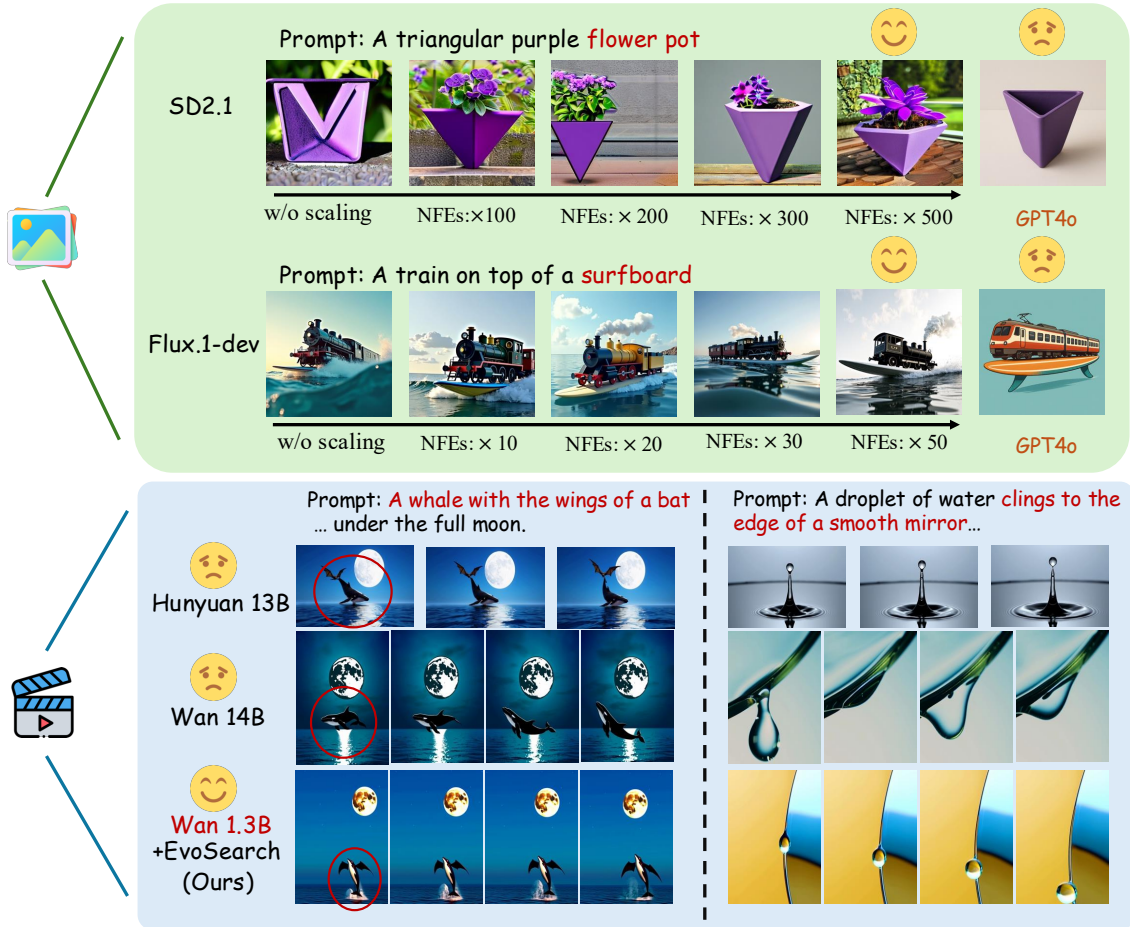 Prompt: A triangular purple flower pot
SD2.1
w/o scaling
NFEs:×100
NFEs: × 200
NFEs: × 300
NFEs: × 500
GPT4o
Prompt: A train on top of a surfboard
Flux.1-dev
w/o scaling
NFEs: × 10
NFEs: × 20
NFEs: × 30
NFEs: × 50
GPT4o
Prompt: A whale with the wings of a bat
... under the full moon.
Prompt: A droplet of water clings to the
edge of a smooth mirror...
Hunyuan 13B
Wan 14B
Wan 1.3B
+EvoSearch
(Ours)